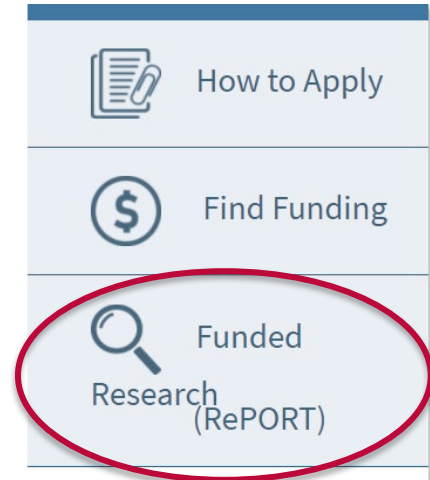 How to Apply
Find Funding
Funded
Research
(RePORT)